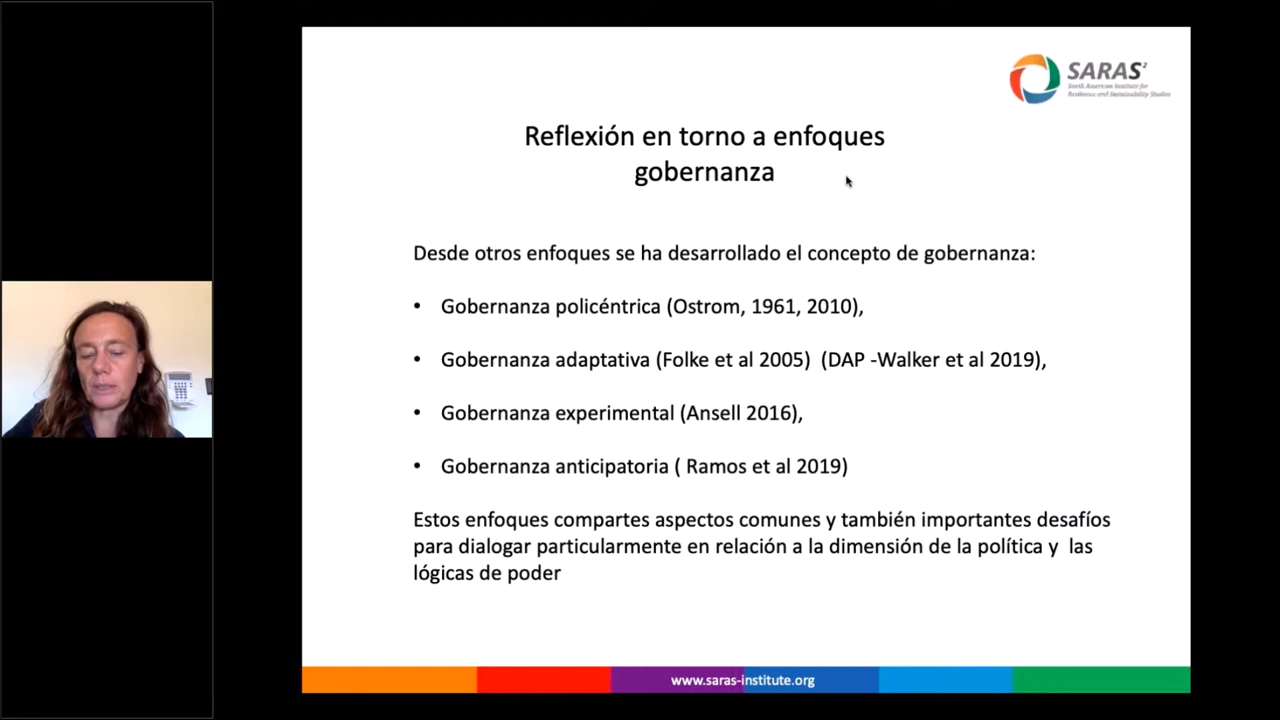 SARAS²
South American Institute for
Resilience and Sustainability Studies
Reflexión en torno a enfoques
gobernanza
Desde otros enfoques se ha desarrollado el concepto de gobernanza:
• Gobernanza policéntrica (Ostrom, 1961, 2010),
• Gobernanza adaptativa (Folke et al 2005) (DAP -Walker et al 2019),
• Gobernanza experimental (Ansell 2016),
• Gobernanza anticipatoria ( Ramos et al 2019)
Estos enfoques compartes aspectos comunes y también importantes desafíos
para dialogar particularmente en relación a la dimensión de la política y las
lógicas de poder
www.saras-institute.org